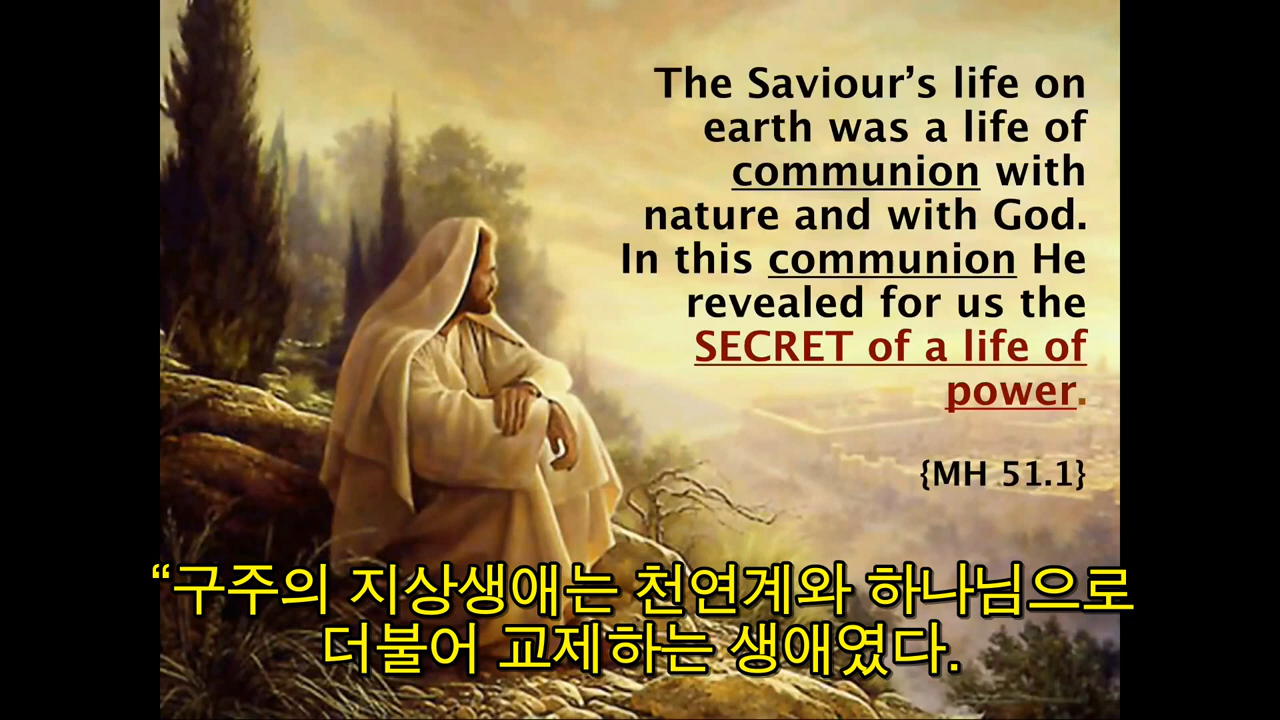 The Saviour’s life on
earth was a life of
communion with
nature and with God.
In this communion He
revealed for us the
SECRET of a life of
power.
{MH 51.1}
“구주의 지상생애는 천연계와 하나님으로
더불어 교제하는 생애였다.